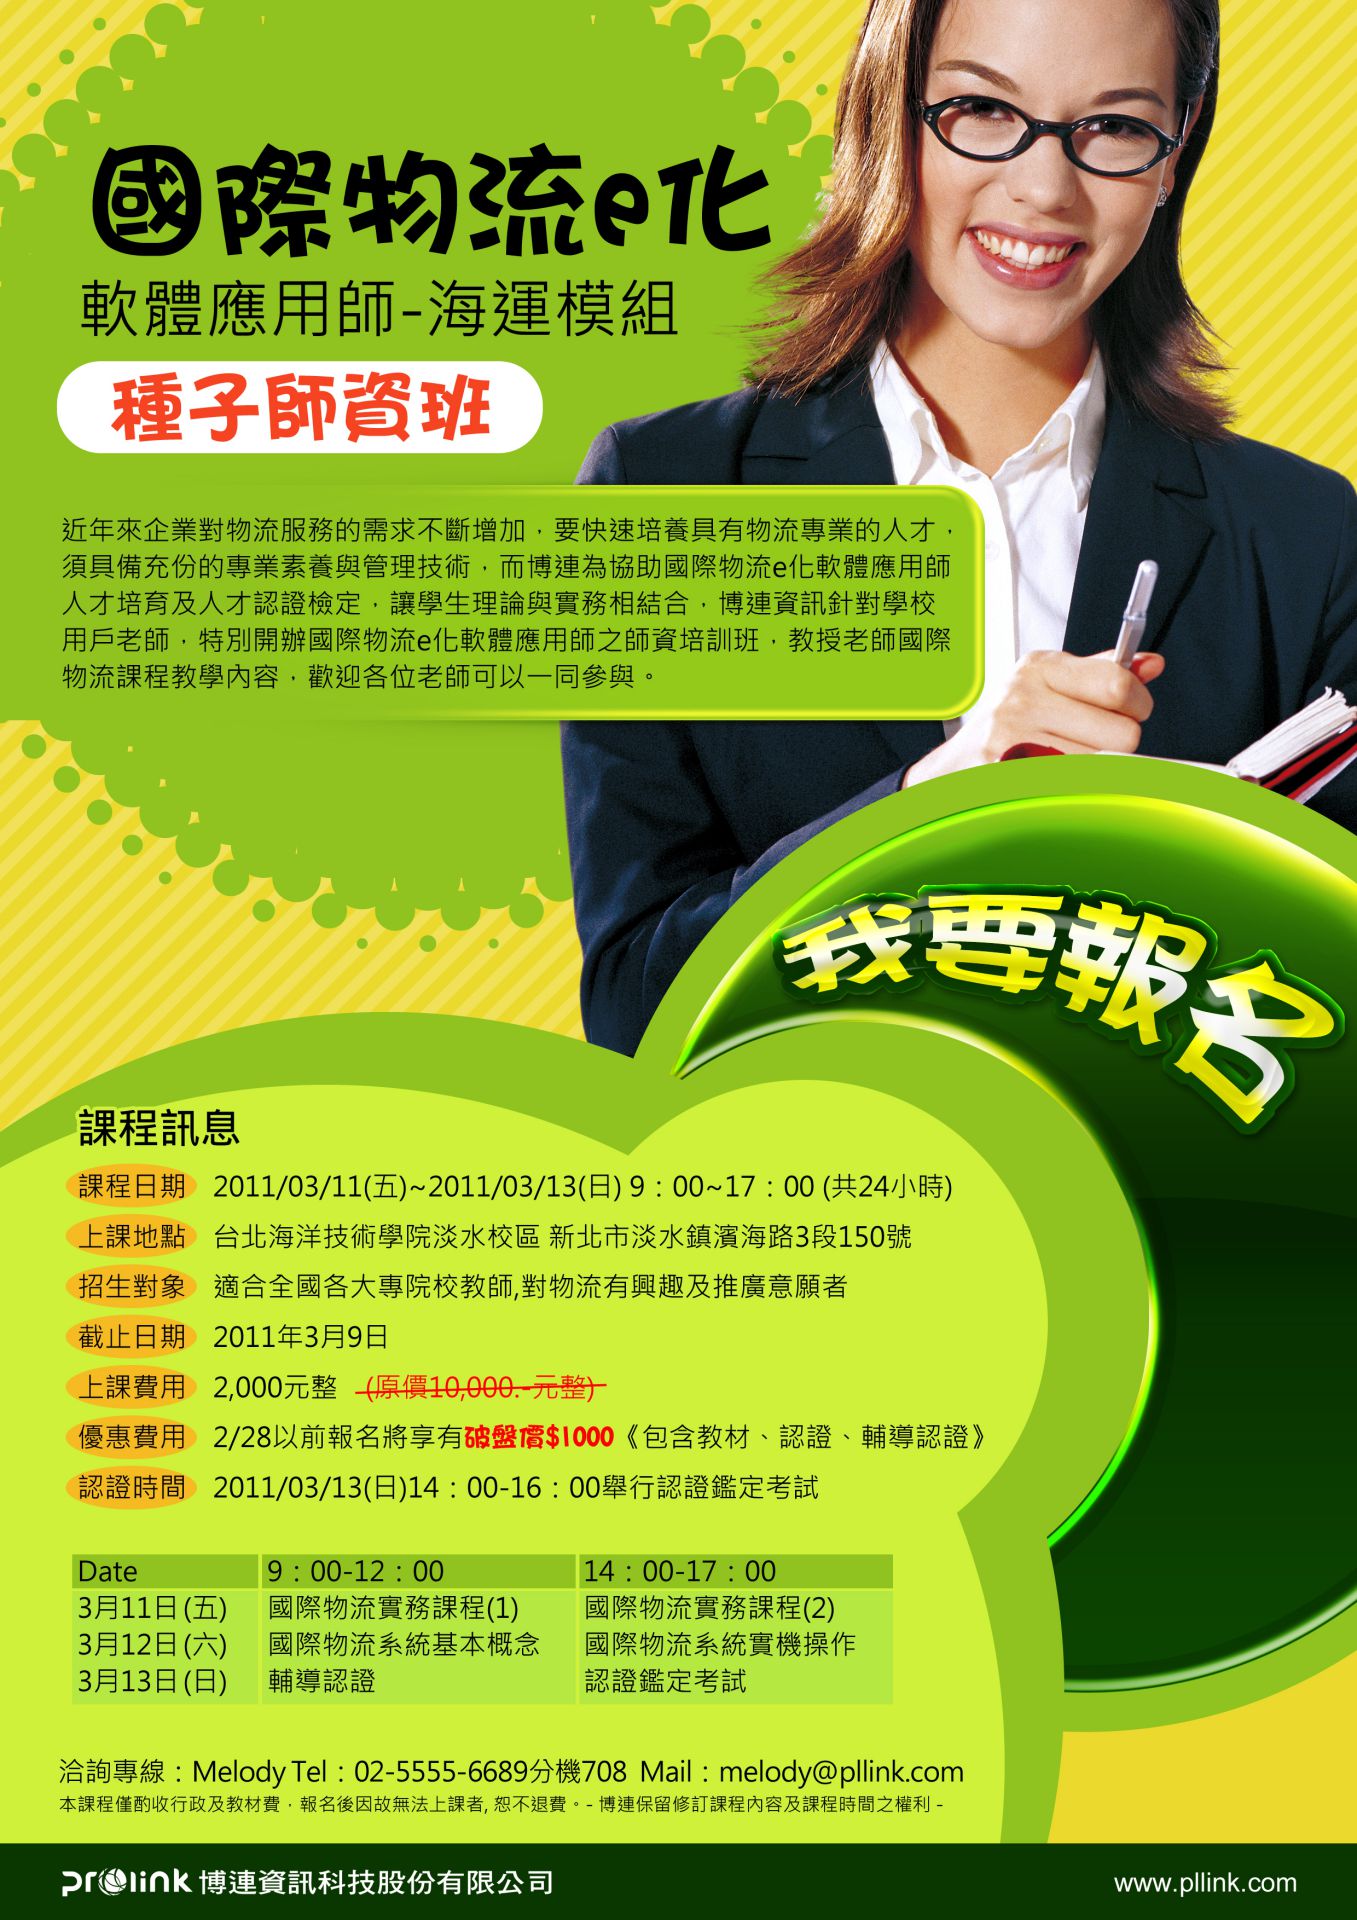 國際物流e化
軟體應用師-海運模組
種子師資班
近年來企業對物流服務的需求不斷增加，要快速培養具有物流專業的人才，
須具備充份的專業素養與管理技術，而博連為協助國際物流e化軟體應用師
人才培育及人才認證檢定，讓學生理論與實務相結合，博連資訊針對學校
用戶老師，特別開辦國際物流e化軟體應用師之師資培訓班，教授老師國際
物流課程教學內容，歡迎各位老師可以一同參與。
我要報名
課程訊息
課程日期 2011/03/11(五)~2011/03/13(日) 9：00~17：00 (共24小時)
上課地點 台北海洋技術學院淡水校區 新北市淡水鎮濱海路3段150號
招生對象 適合全國各大專院校教師,對物流有興趣及推廣意願者
截止日期 2011年3月9日
上課費用 2,000元整 (原價10,000.-元整)
優惠費用 2/28以前報名將享有破盤價$1000《包含教材、認證、輔導認證》
認證時間 2011/03/13(日)14：00-16：00舉行認證鑑定考試
Date 9：00-12：00 14：00-17：00
3月11日(五) 國際物流實務課程(1) 國際物流實務課程(2)
3月12日(六) 國際物流系統基本概念 國際物流系統實機操作
3月13日(日) 輔導認證 認證鑑定考試
洽詢專線：Melody Tel：02-5555-6689分機708 Mail：melody@pllink.com
本課程僅酌收行政及教材費，報名後因故無法上課者, 恕不退費。- 博連保留修訂課程內容及課程時間之權利 -
prolink 博連資訊科技股份有限公司
www.pllink.com